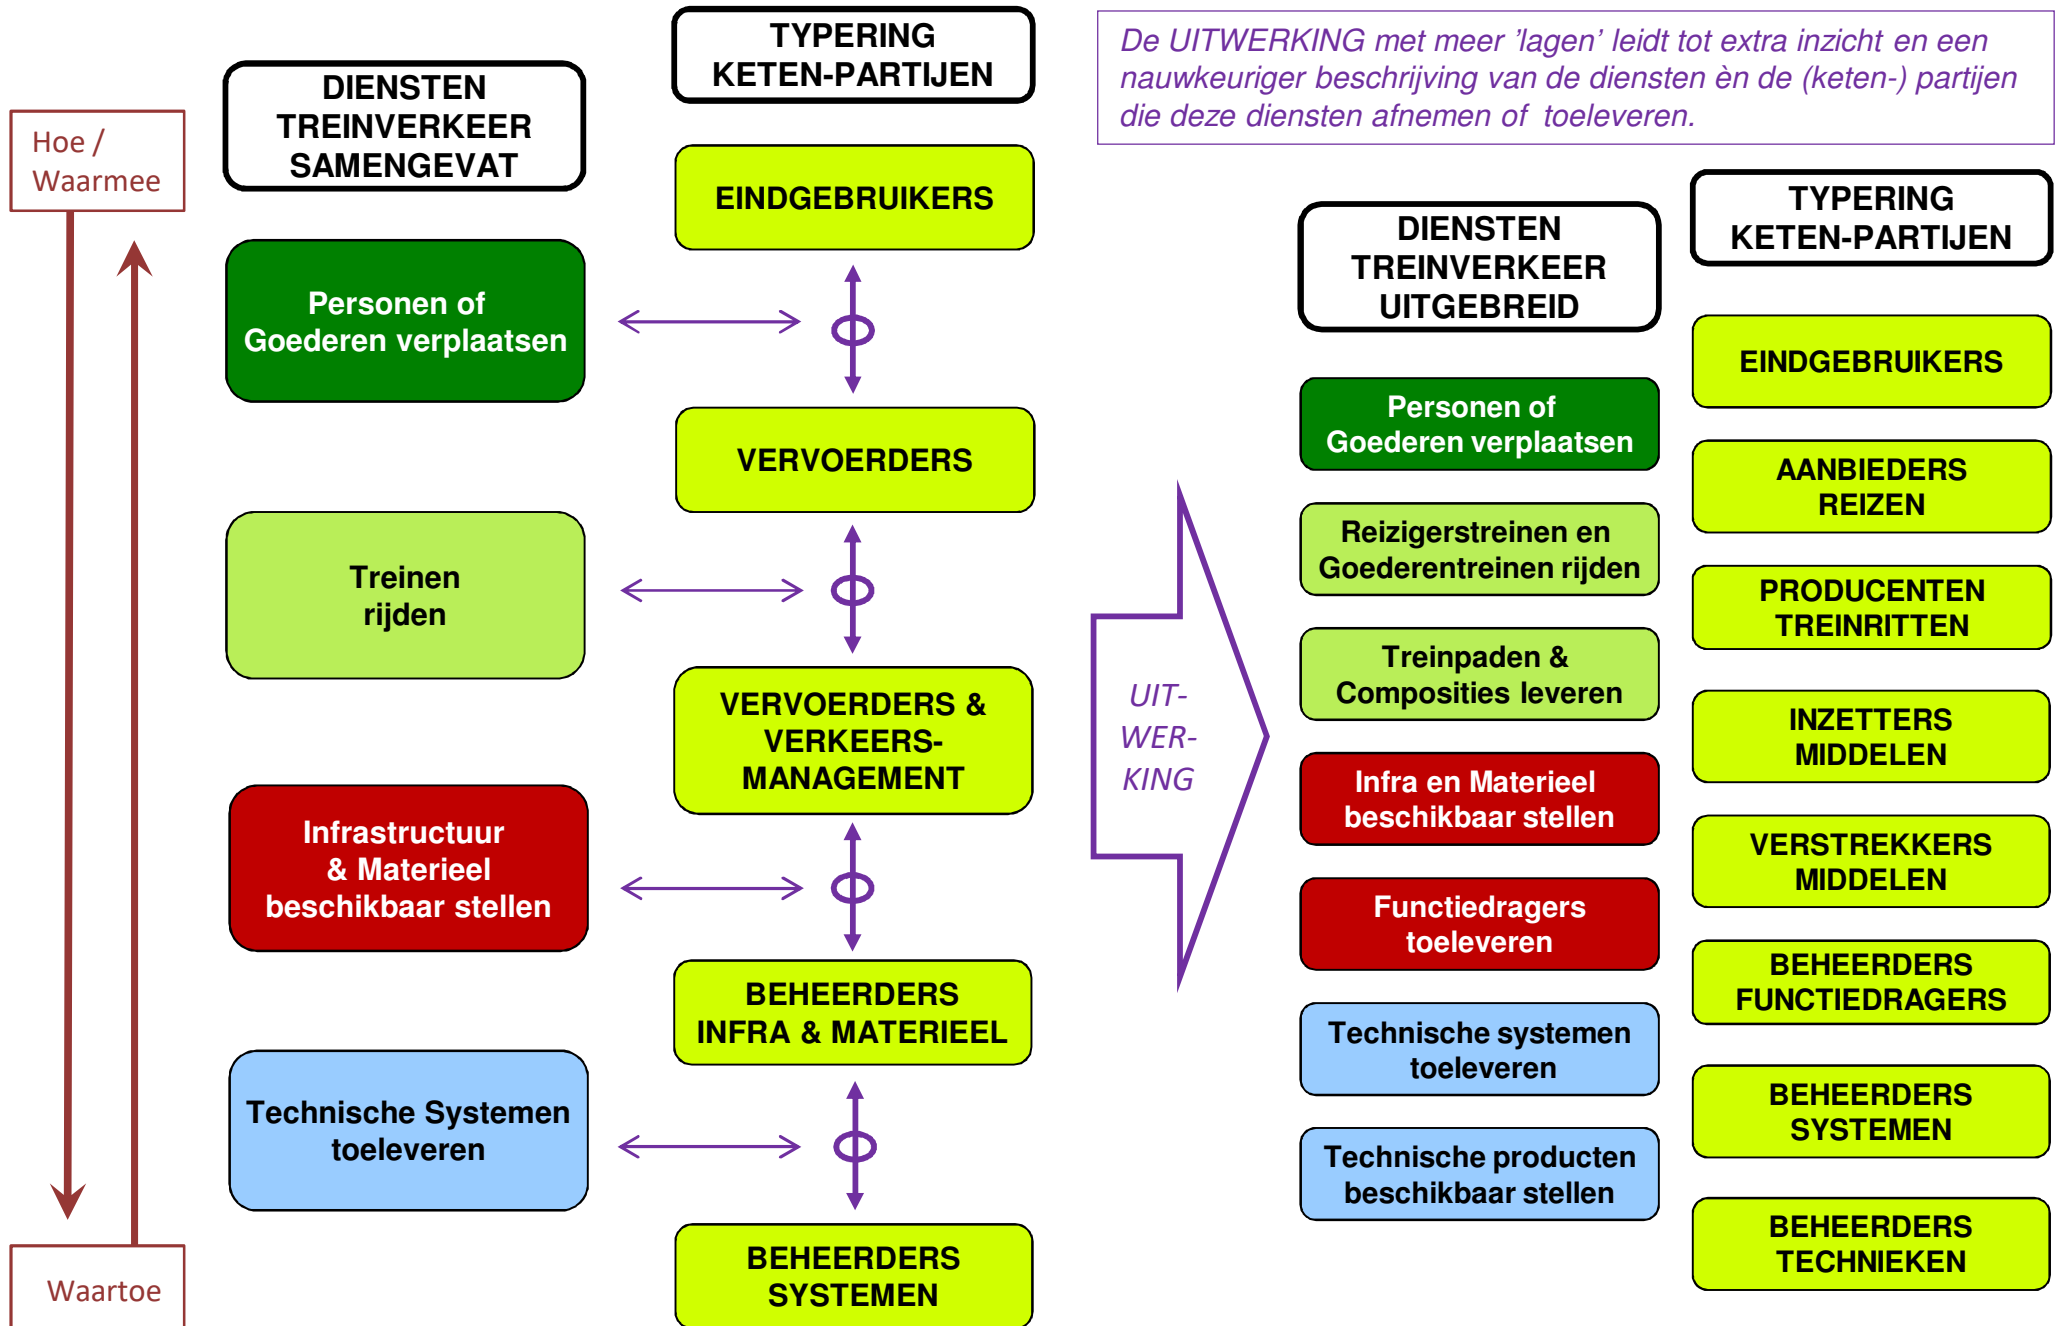 Hoe /
Waarmee
Waartoe
DIENSTEN
TREINVERKEER
SAMENGEVAT
Personen of
Goederen verplaatsen
Treinen
rijden
Infrastructuur
& Materieel
beschikbaar stellen
Technische Systemen
toeleveren
TYPERING
KETEN-PARTIJEN
EINDGEBRUIKERS
VERVOERDERS
VERVOERDERS &
VERKEERS-
MANAGEMENT
BEHEERDERS
INFRA & MATERIEEL
BEHEERDERS
SYSTEMEN
De UITWERKING met meer 'lagen' leidt tot extra inzicht en een
nauwkeuriger beschrijving van de diensten èn de (keten-) partijen
die deze diensten afnemen of toeleveren.
UIT-
WER-
KING
DIENSTEN
TREINVERKEER
UITGEBREID
Personen of
Goederen verplaatsen
Reizigerstreinen en
Goederentreinen rijden
Treinpaden &
Composities leveren
Infra en Materieel
beschikbaar stellen
Functiedragers
toeleveren
Technische systemen
toeleveren
Technische producten
beschikbaar stellen
TYPERING
KETEN-PARTIJEN
EINDGEBRUIKERS
AANBIEDERS
REIZEN
PRODUCENTEN
TREINRITTEN
INZETTERS
MIDDELEN
VERSTREKKERS
MIDDELEN
BEHEERDERS
FUNCTIEDRAGERS
BEHEERDERS
SYSTEMEN
BEHEERDERS
TECHNIEKEN